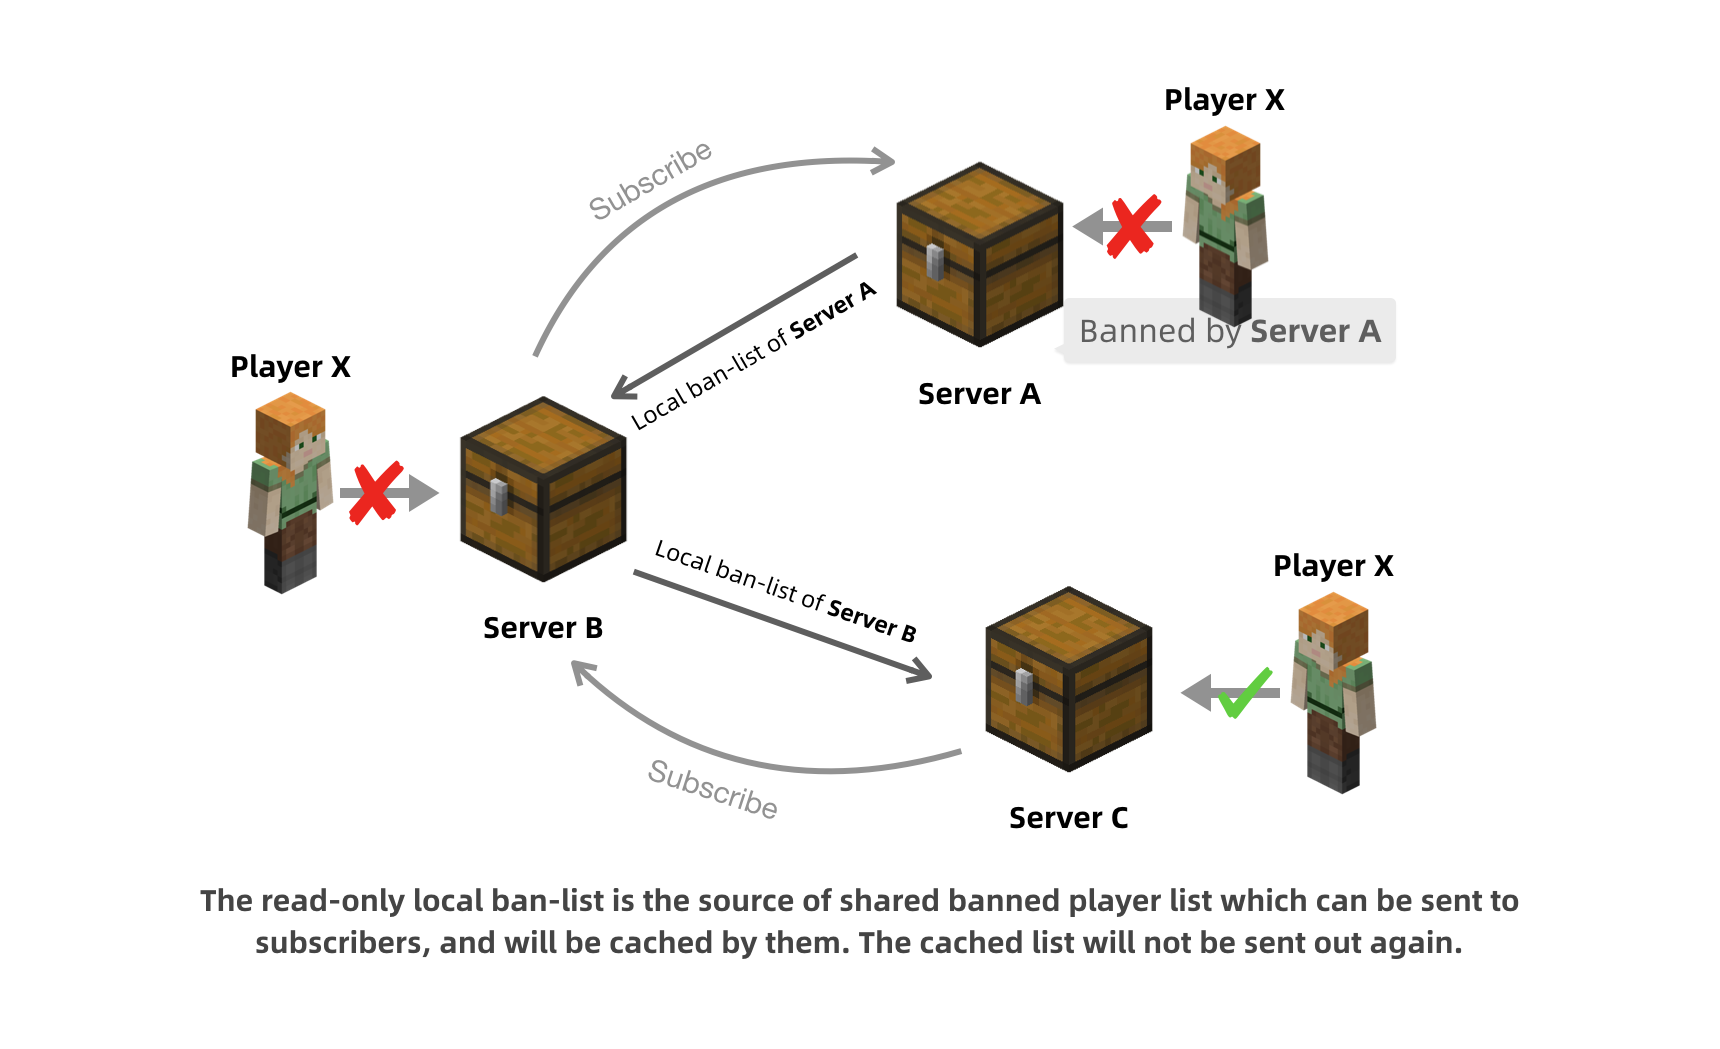 Player X
Subscribe
Banned by Server A
Local ban-list of Server A
Server A
Player X
Local ban-list of Server B
Player X
Server B
Subscribe
Server C
The read-only local ban-list is the source of shared banned player list which can be sent to
subscribers, and will be cached by them. The cached list will not be sent out again.